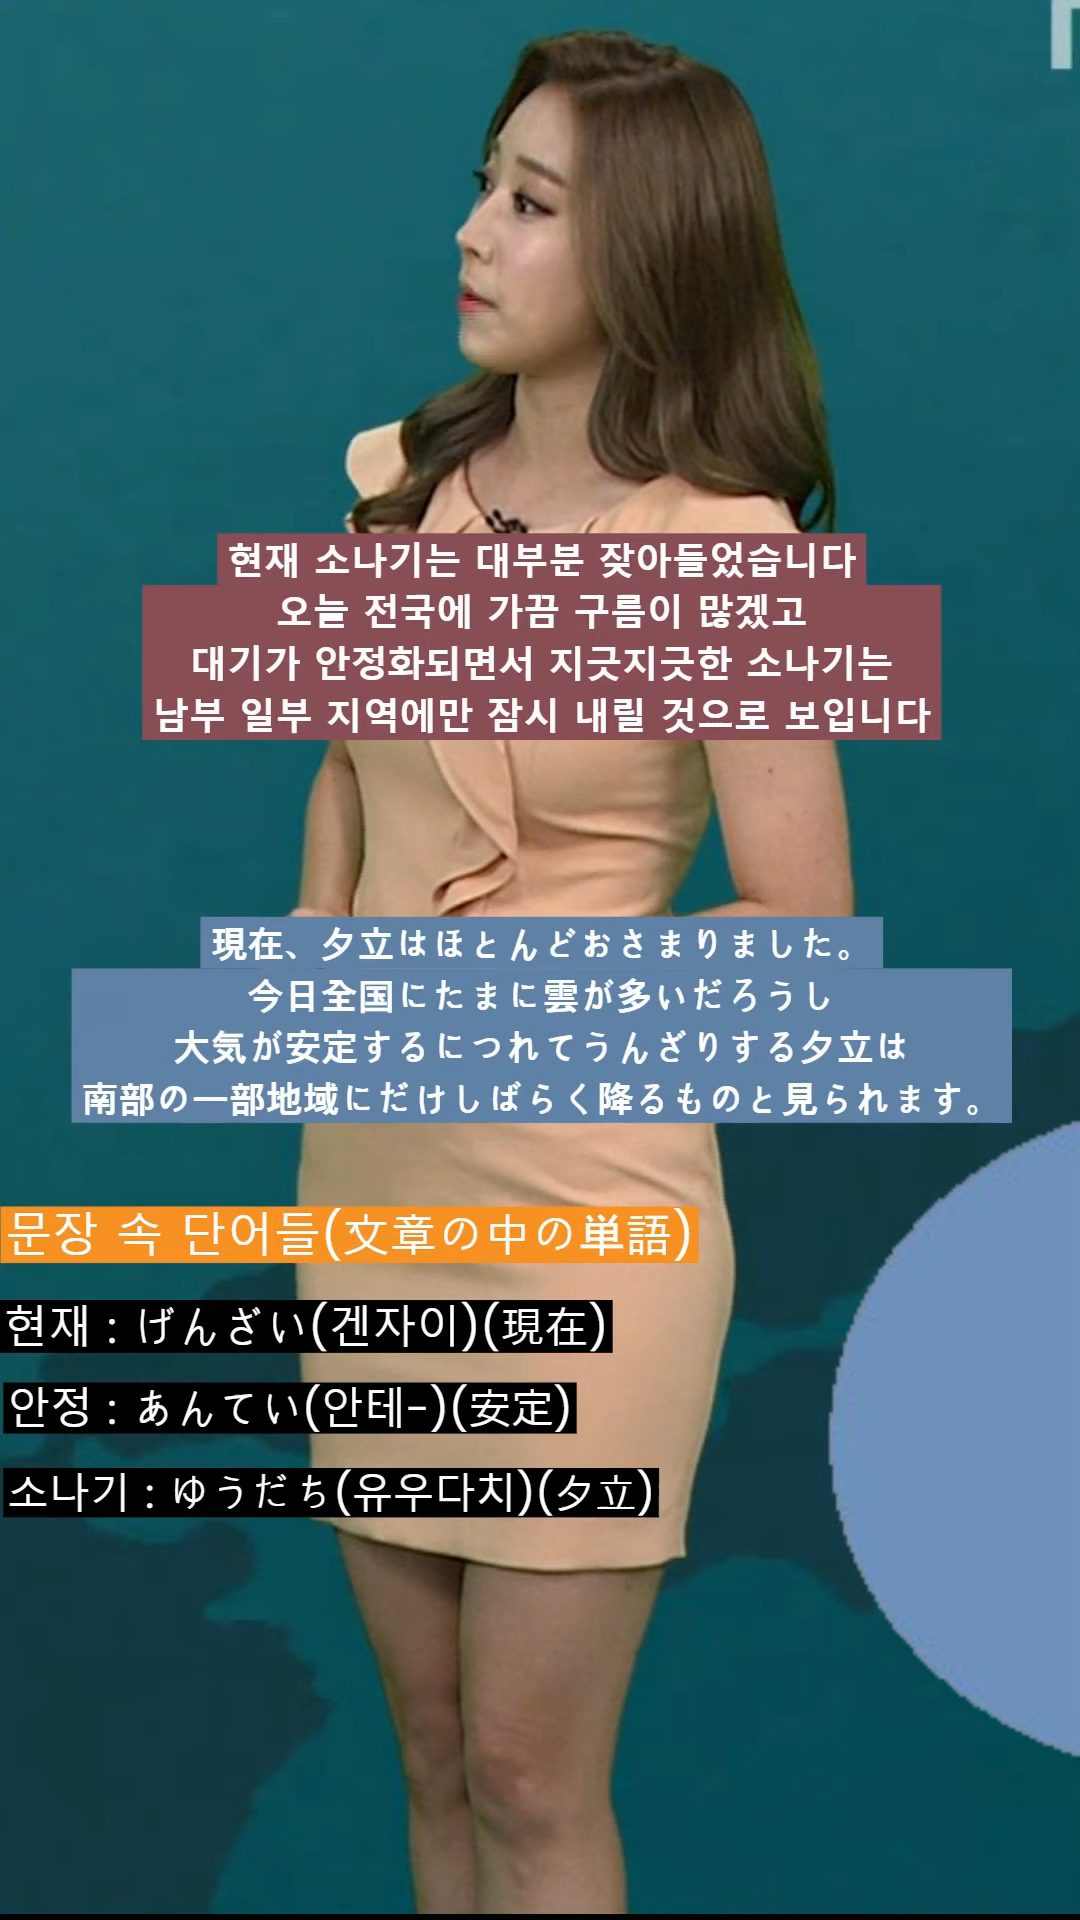 현재 소나기는 대부분 잦아들었습니다
오늘 전국에 가끔 구름이 많겠고
대기가 안정화되면서 지긋지긋한 소나기는
남부 일부 지역에만 잠시 내릴 것으로 보입니다
現在、夕立はほとんどおさまりました。
今日全国にたまに雲が多いだろうし
大気が安定するにつれてうんざりする夕立は
南部の一部地域にだけしばらく降るものと見られます。
문장 속 단어들(文章の中の単語)
현재 : げんざい(겐자이)(現在)
안정 : あんてい(안테-)(安定)
소나기 : ゆうだち(유우다치)(夕立)